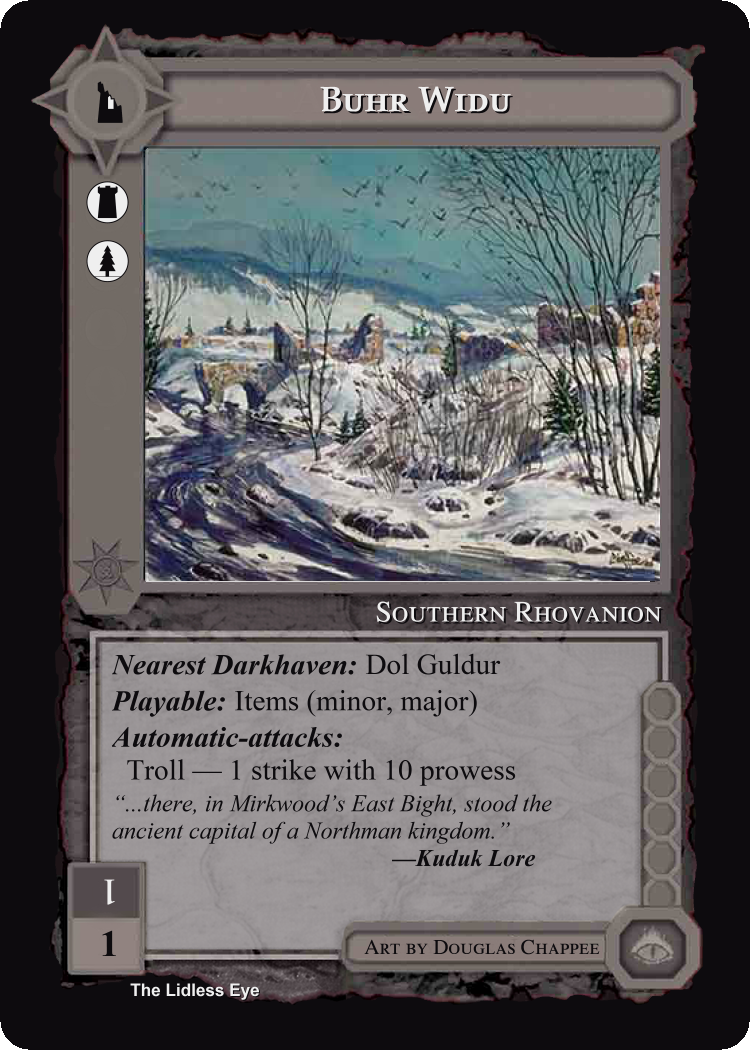 Buhr Widu
Southern Rhovanion
Nearest Darkhaven: Dol Guldur
Playable: Items (minor, major)
Automatic-attacks:
Troll — 1 strike with 10 prowess
“...there, in Mirkwood’s East Bight, stood the
ancient capital of a Northman kingdom.”
—Kuduk Lore
1
1
Art by Douglas Chappee
The Lidless Eye